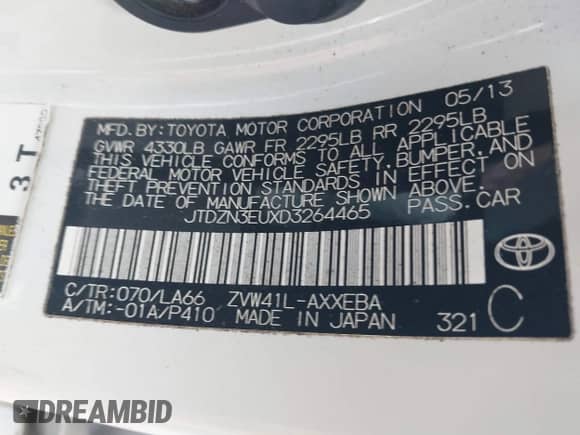 MFD. BY: TOYOTA MOTOR CORPORATION 05/13
GVWR 4330LB GAWR FR 2295LB RR 2295LB
THIS VEHICLE CONFORMS TO ALL APPLICABLE
FEDERAL MOTOR VEHICLE SAFETY, BUMPER, AND
THEFT PREVENTION STANDARDS IN EFFECT ON
THE DATE OF MANUFACTURE SHOWN ABOVE.
JTDZN3EUXD3264465 PASS. CAR
C/TR: 070/LA66 ZVW41L-AXXEBA
A/TM: -01A/P410 MADE IN JAPAN 321 C
TOYOTA
3 T
DREAMBID